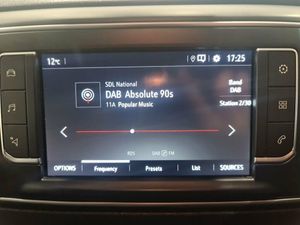 12°C 17:25
SDL National
DAB Absolute 90s
11A Popular Music
Band
DAB
Station 2/30
RDS DAB FM
OPTIONS Frequency Presets List SOURCES